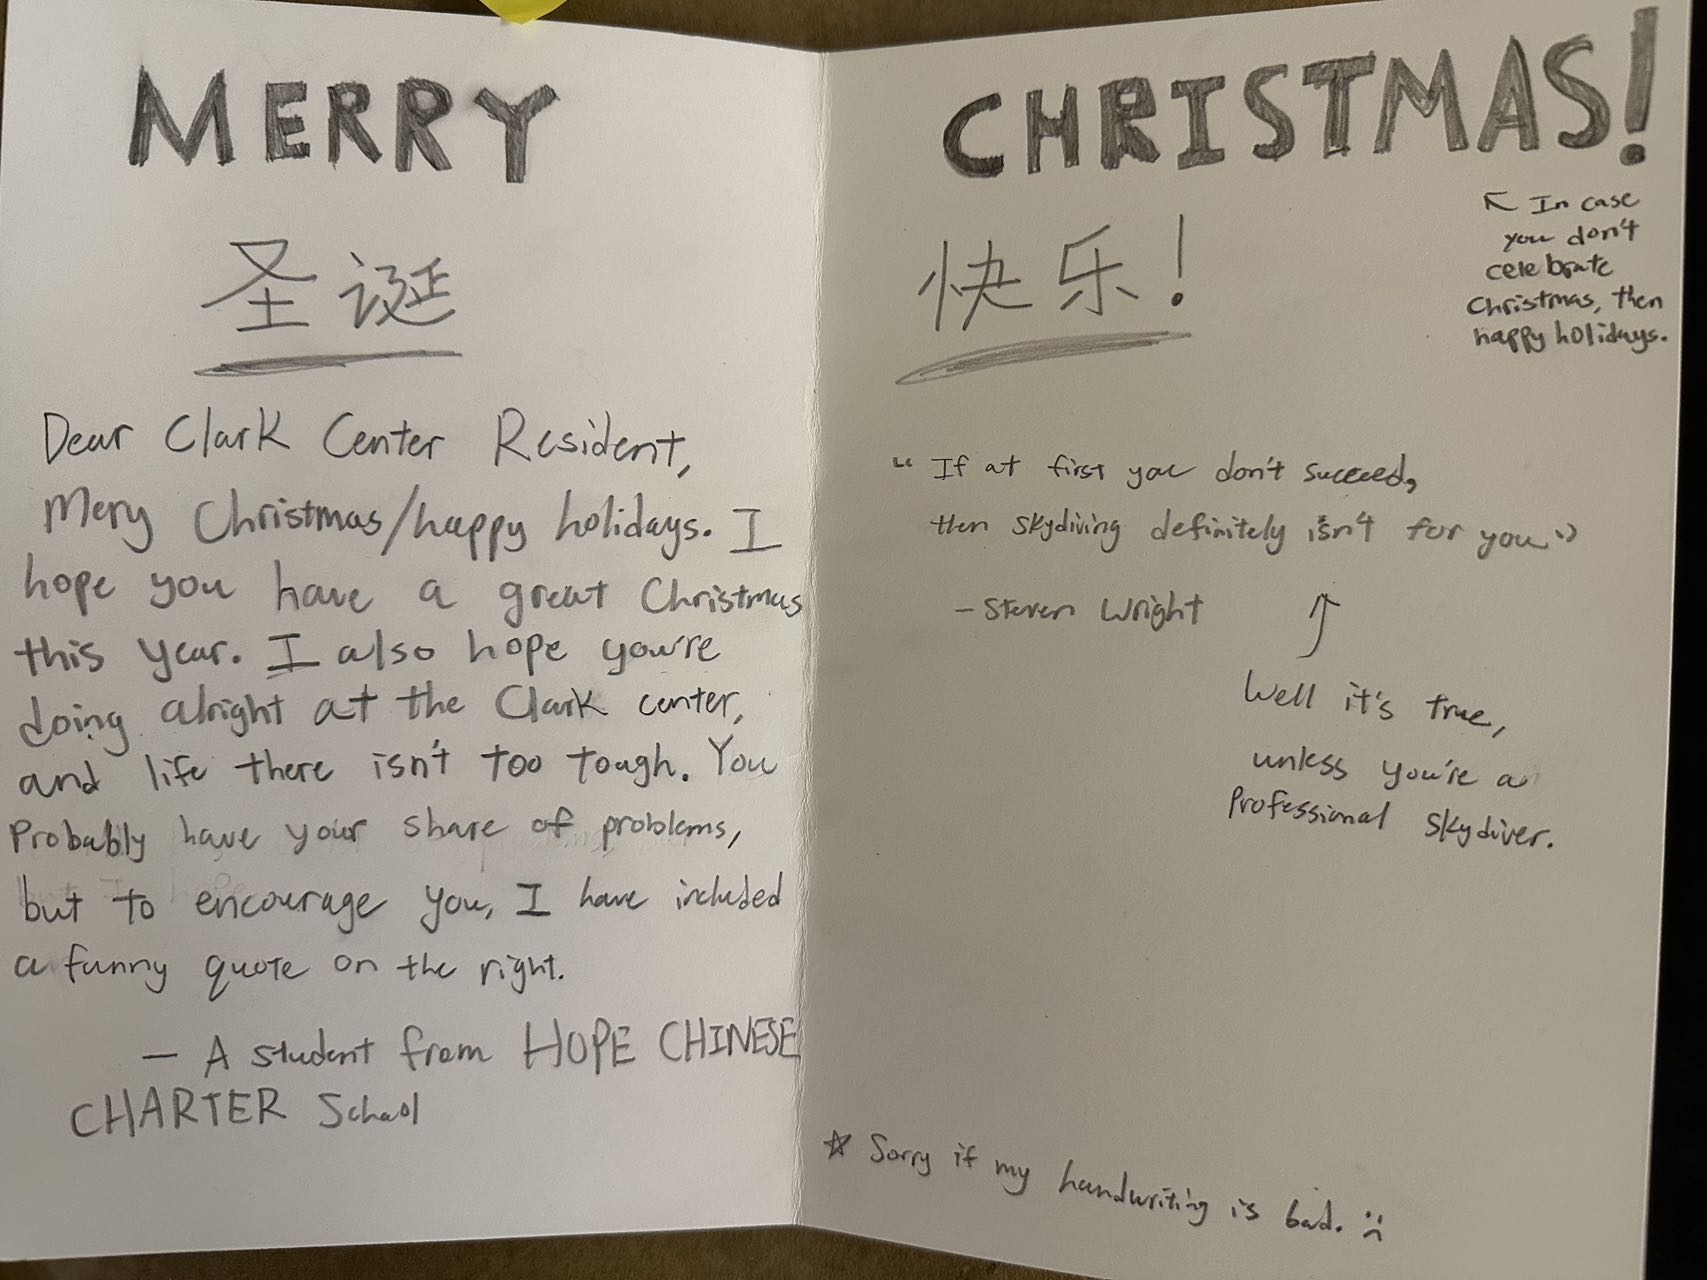 MERRY
圣诞
Dear Clark Center Resident,
Merry Christmas/happy holidays. I
hope you have a great Christmas
this year. I also hope you're
doing alright at the Clark center,
and life there isn't too tough. You
Probably have your share of problems,
but to encourage you, I have included
a funny quote on the right.
— A student from HOPE CHINESE
CHARTER School
CHRISTMAS!
快乐!
↖ In case
you don't
celebrate
Christmas, then
happy holidays.
"If at first you don't succeed,
then skydiving definitely isn't for you"
- Steven Wright
↑
Well it's true,
unless you're a
Professional skydiver.
☆ Sorry if my handwriting is bad. :(